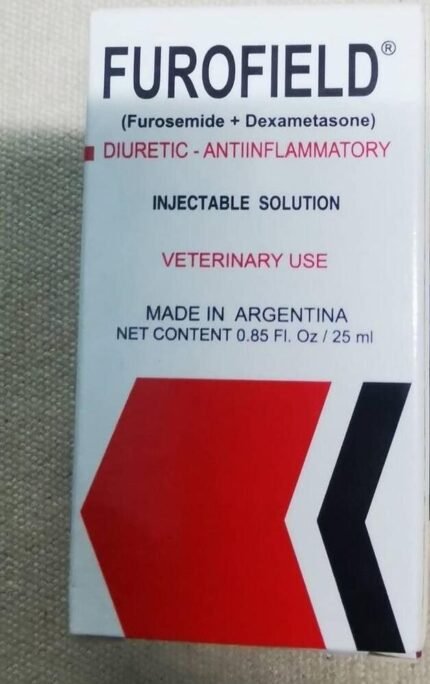 FUROFIELD®
(Furosemide + Dexametasone)
DIURETIC - ANTIINFLAMMATORY
INJECTABLE SOLUTION
VETERINARY USE
MADE IN ARGENTINA
NET CONTENT 0.85 Fl. Oz / 25 ml